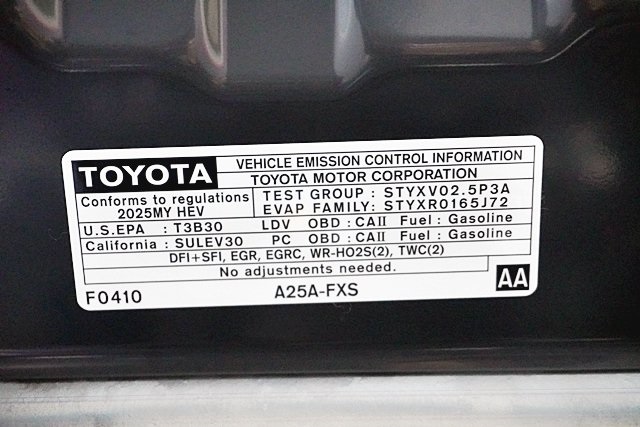 TOYOTA
VEHICLE EMISSION CONTROL INFORMATION
TOYOTA MOTOR CORPORATION
Conforms to regulations
2025MY HEV
TEST GROUP : STYXV02.5P3A
EVAP FAMILY: STYXR0165J72
U.S.EPA : T3B30 LDV OBD : CAII Fuel : Gasoline
California : SULEV30 PC OBD : CAII Fuel : Gasoline
DFI+SFI, EGR, EGRC, WR-HO2S(2), TWC(2)
No adjustments needed.
F0410 A25A-FXS AA